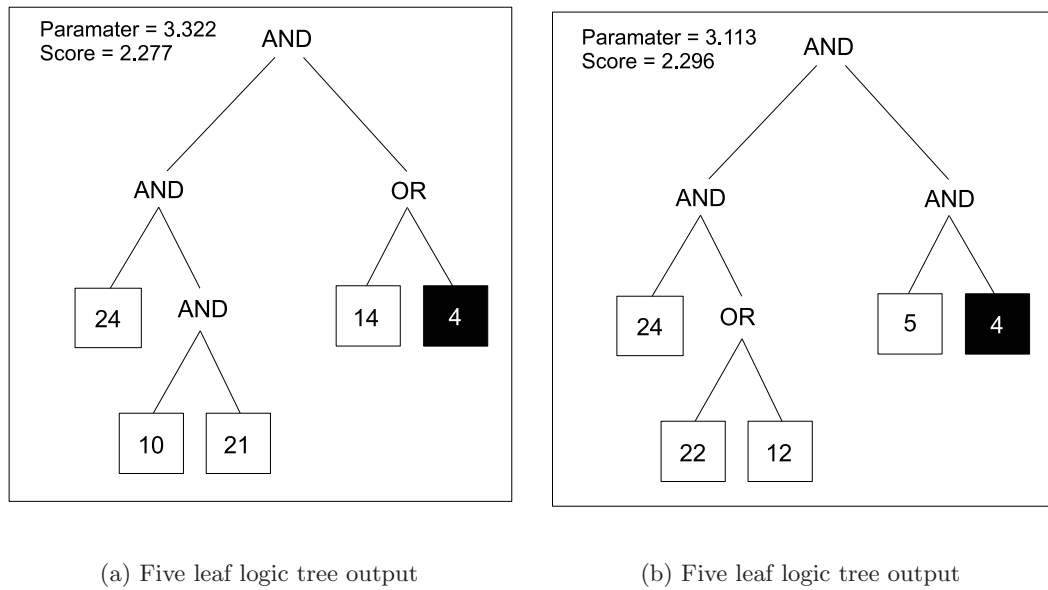 Paramater = 3.322
Score = 2.277
AND
AND
OR
24
AND
14
4
10
21
(a) Five leaf logic tree output
Paramater = 3.113
Score = 2.296
AND
AND
AND
24
OR
5
4
22
12
(b) Five leaf logic tree output